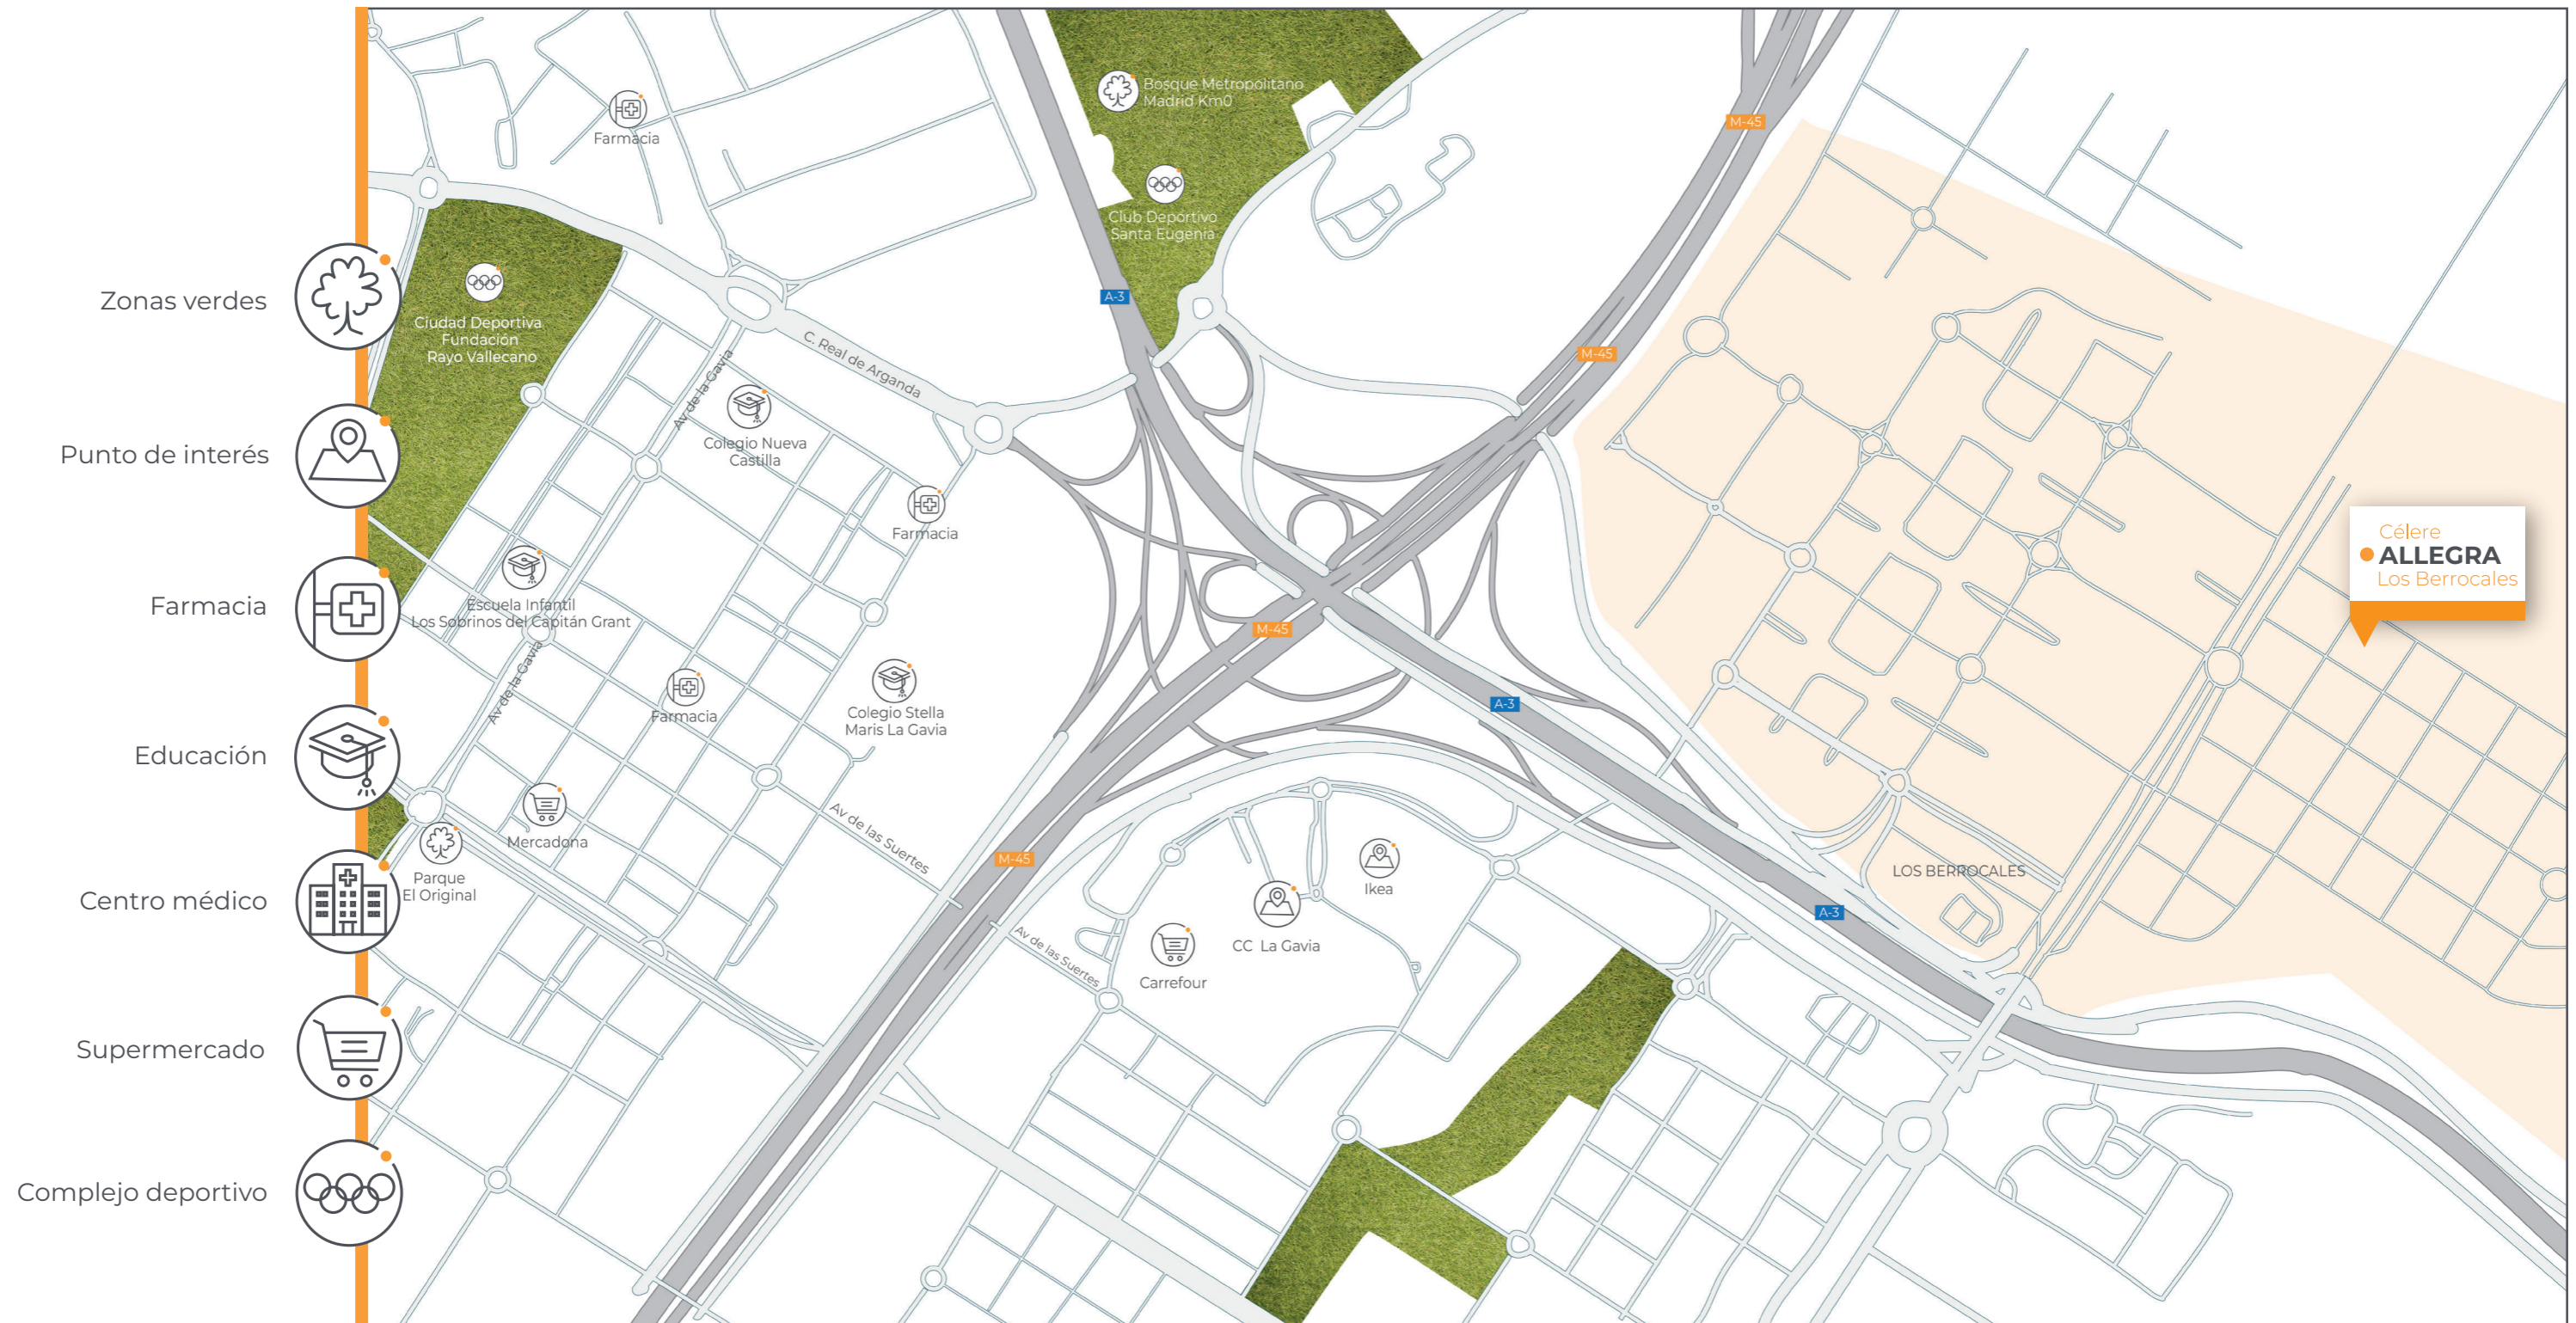 Zonas verdes
Punto de interés
Farmacia
Educación
Centro médico
Supermercado
Complejo deportivo
Farmacia
Bosque Metropolitano
Madrid Km0
Club Deportivo
Santa Eugenia
M-45
A-3
Ciudad Deportiva
Fundación
Rayo Vallecano
Av de la Gavia
C. Real de Arganda
M-45
Colegio Nueva
Castilla
Farmacia
Célere
ALLEGRA
Los Berrocales
Escuela Infantil
Los Sobrinos del Capitán Grant
M-45
Av de la Gavia
Farmacia
Colegio Stella
Maris La Gavia
A-3
Mercadona
Av de las Suertes
M-45
Parque
El Original
Ikea
LOS BERROCALES
A-3
CC La Gavia
Av de las Suertes
Carrefour